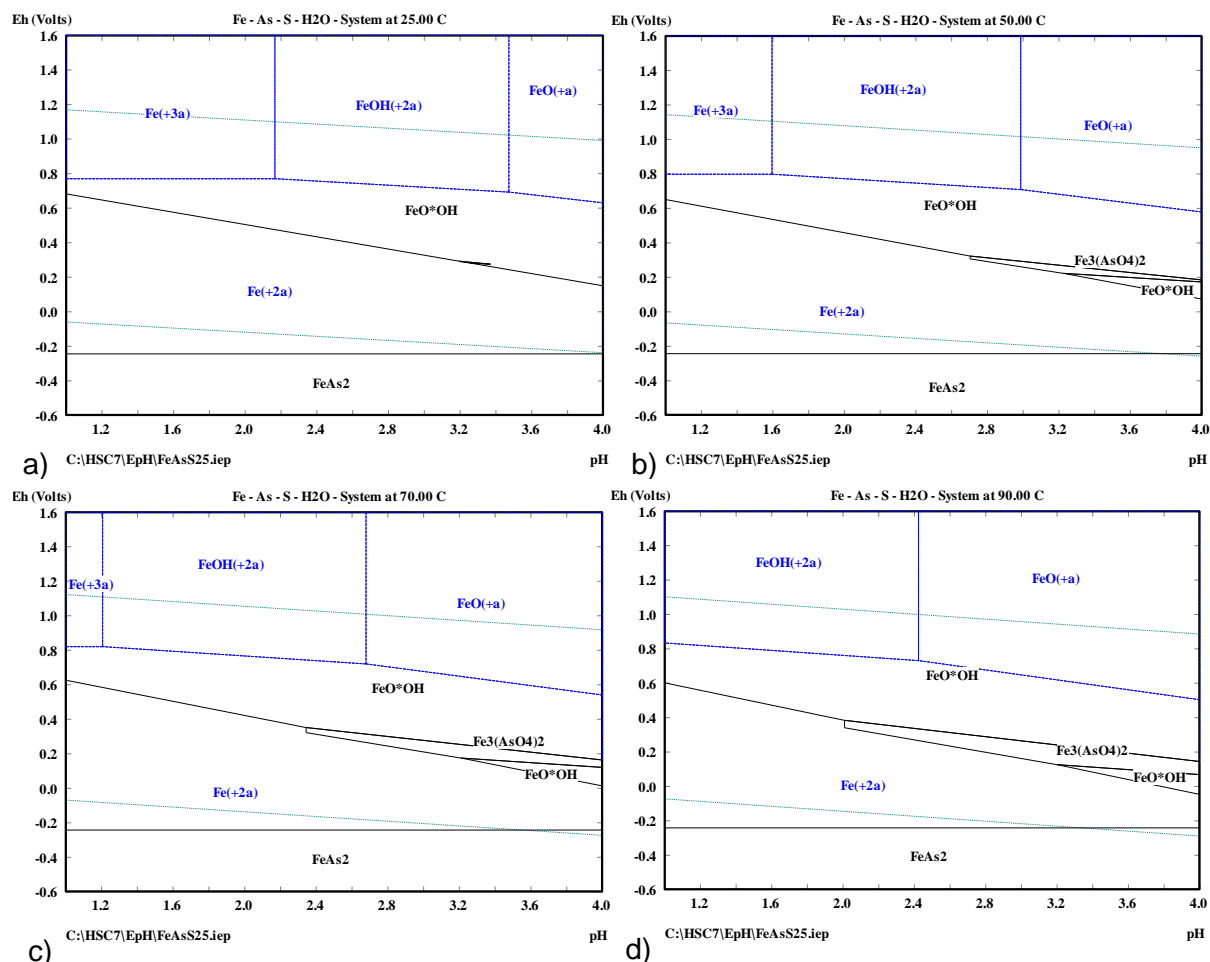 Eh (Volts) Fe - As - S - H2O - System at 25.00 C
1.6
1.4
1.2
1.0
0.8
0.6
0.4
0.2
0.0
-0.2
-0.4
-0.6
Fe(+3a)
FeOH(+2a)
FeO(+a)
FeO*OH
Fe(+2a)
FeAs2
1.2 1.6 2.0 2.4 2.8 3.2 3.6 4.0
a) C:\HSC7\EpH\FeAsS25.iep pH
Eh (Volts) Fe - As - S - H2O - System at 50.00 C
1.6
1.4
1.2
1.0
0.8
0.6
0.4
0.2
0.0
-0.2
-0.4
-0.6
Fe(+3a)
FeOH(+2a)
FeO(+a)
FeO*OH
Fe3(AsO4)2
FeO*OH
Fe(+2a)
FeAs2
1.2 1.6 2.0 2.4 2.8 3.2 3.6 4.0
b) C:\HSC7\EpH\FeAsS25.iep pH
Eh (Volts) Fe - As - S - H2O - System at 70.00 C
1.6
1.4
1.2
1.0
0.8
0.6
0.4
0.2
0.0
-0.2
-0.4
-0.6
Fe(+3a)
FeOH(+2a)
FeO(+a)
FeO*OH
Fe3(AsO4)2
FeO*OH
Fe(+2a)
FeAs2
1.2 1.6 2.0 2.4 2.8 3.2 3.6 4.0
c) C:\HSC7\EpH\FeAsS25.iep pH
Eh (Volts) Fe - As - S - H2O - System at 90.00 C
1.6
1.4
1.2
1.0
0.8
0.6
0.4
0.2
0.0
-0.2
-0.4
-0.6
FeOH(+2a)
FeO(+a)
FeO*OH
Fe3(AsO4)2
FeO*OH
Fe(+2a)
FeAs2
1.2 1.6 2.0 2.4 2.8 3.2 3.6 4.0
d) C:\HSC7\EpH\FeAsS25.iep pH